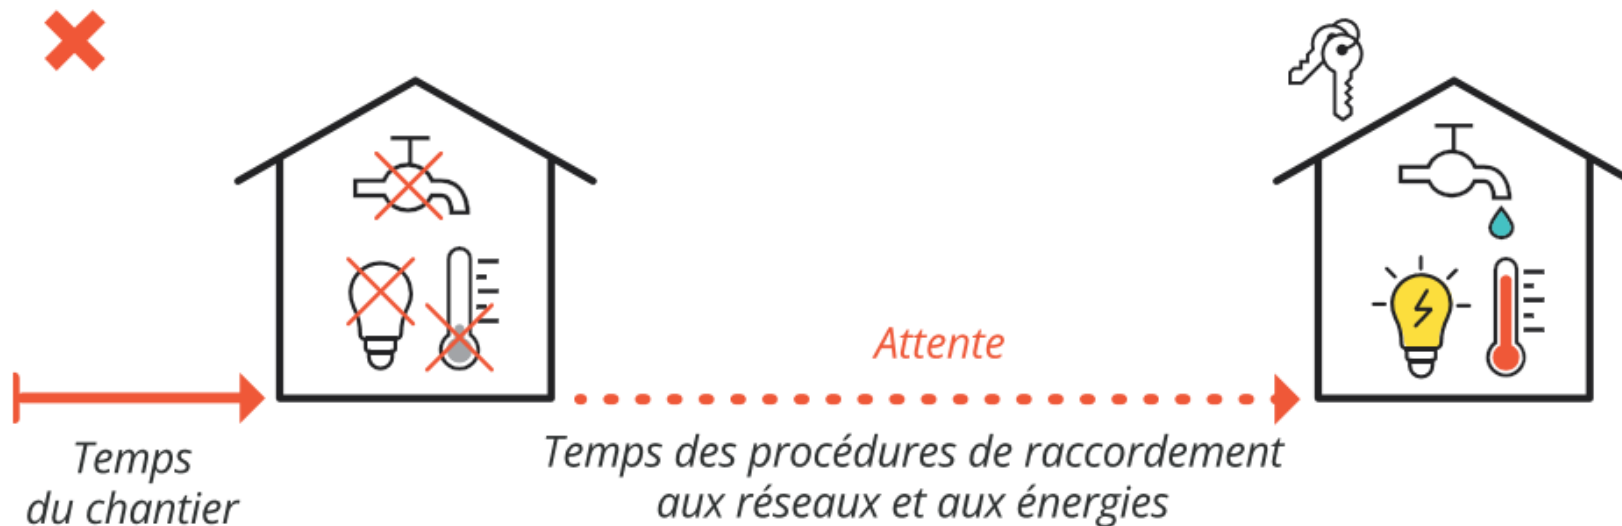 Attente
Temps
du chantier
Temps des procédures de raccordement
aux réseaux et aux énergies